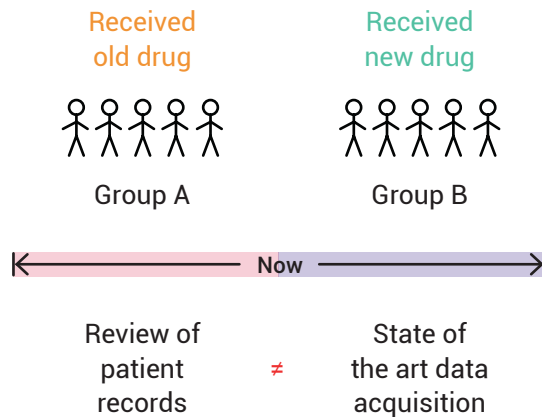 Received
old drug
Received
new drug
Group A
Group B
Now
Review of
patient
records
≠
State of
the art data
acquisition